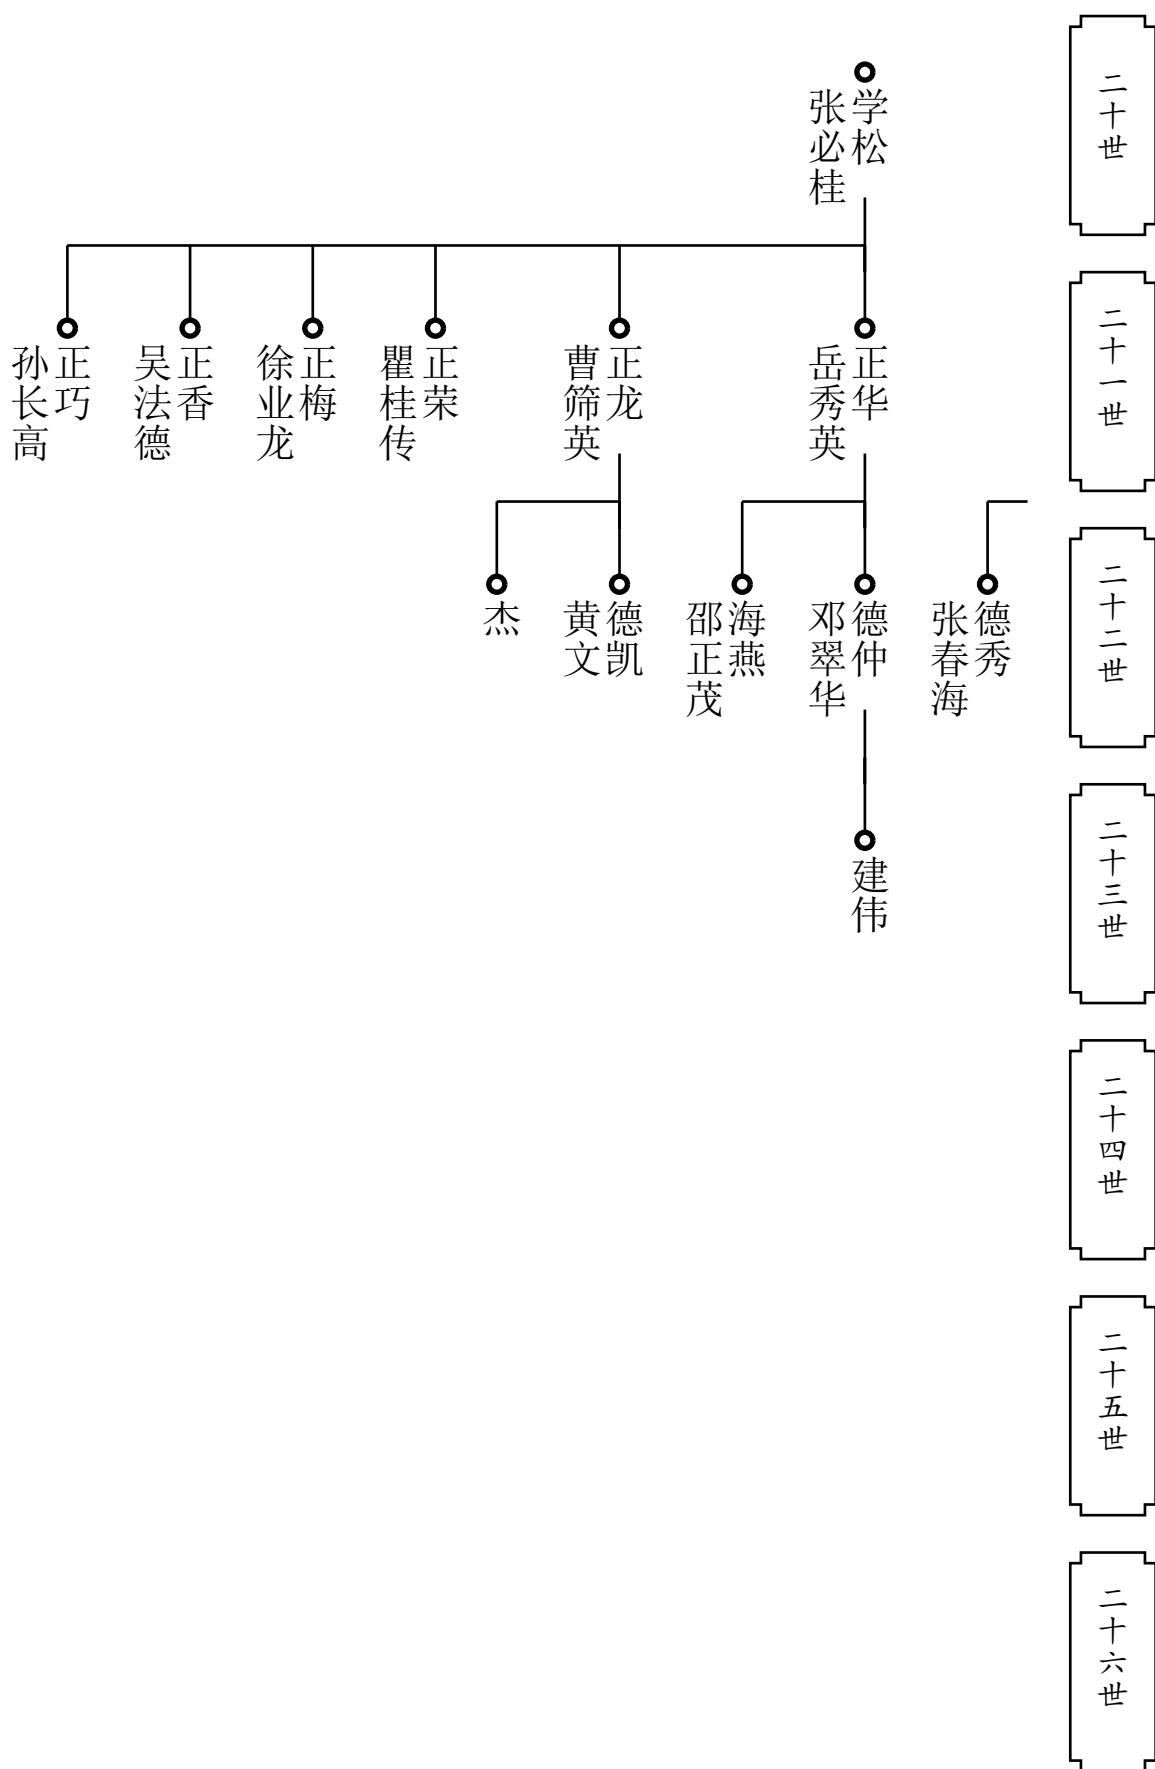 二十世
学松
张必桂
二十一世
正华
岳秀英
正龙
曹筛英
正荣
瞿桂传
正梅
徐业龙
正香
吴法德
正巧
孙长高
二十二世
德秀
张春海
德仲
邓翠华
海燕
邵正茂
德凯
黄文
杰
二十三世
建伟
二十四世
二十五世
二十六世